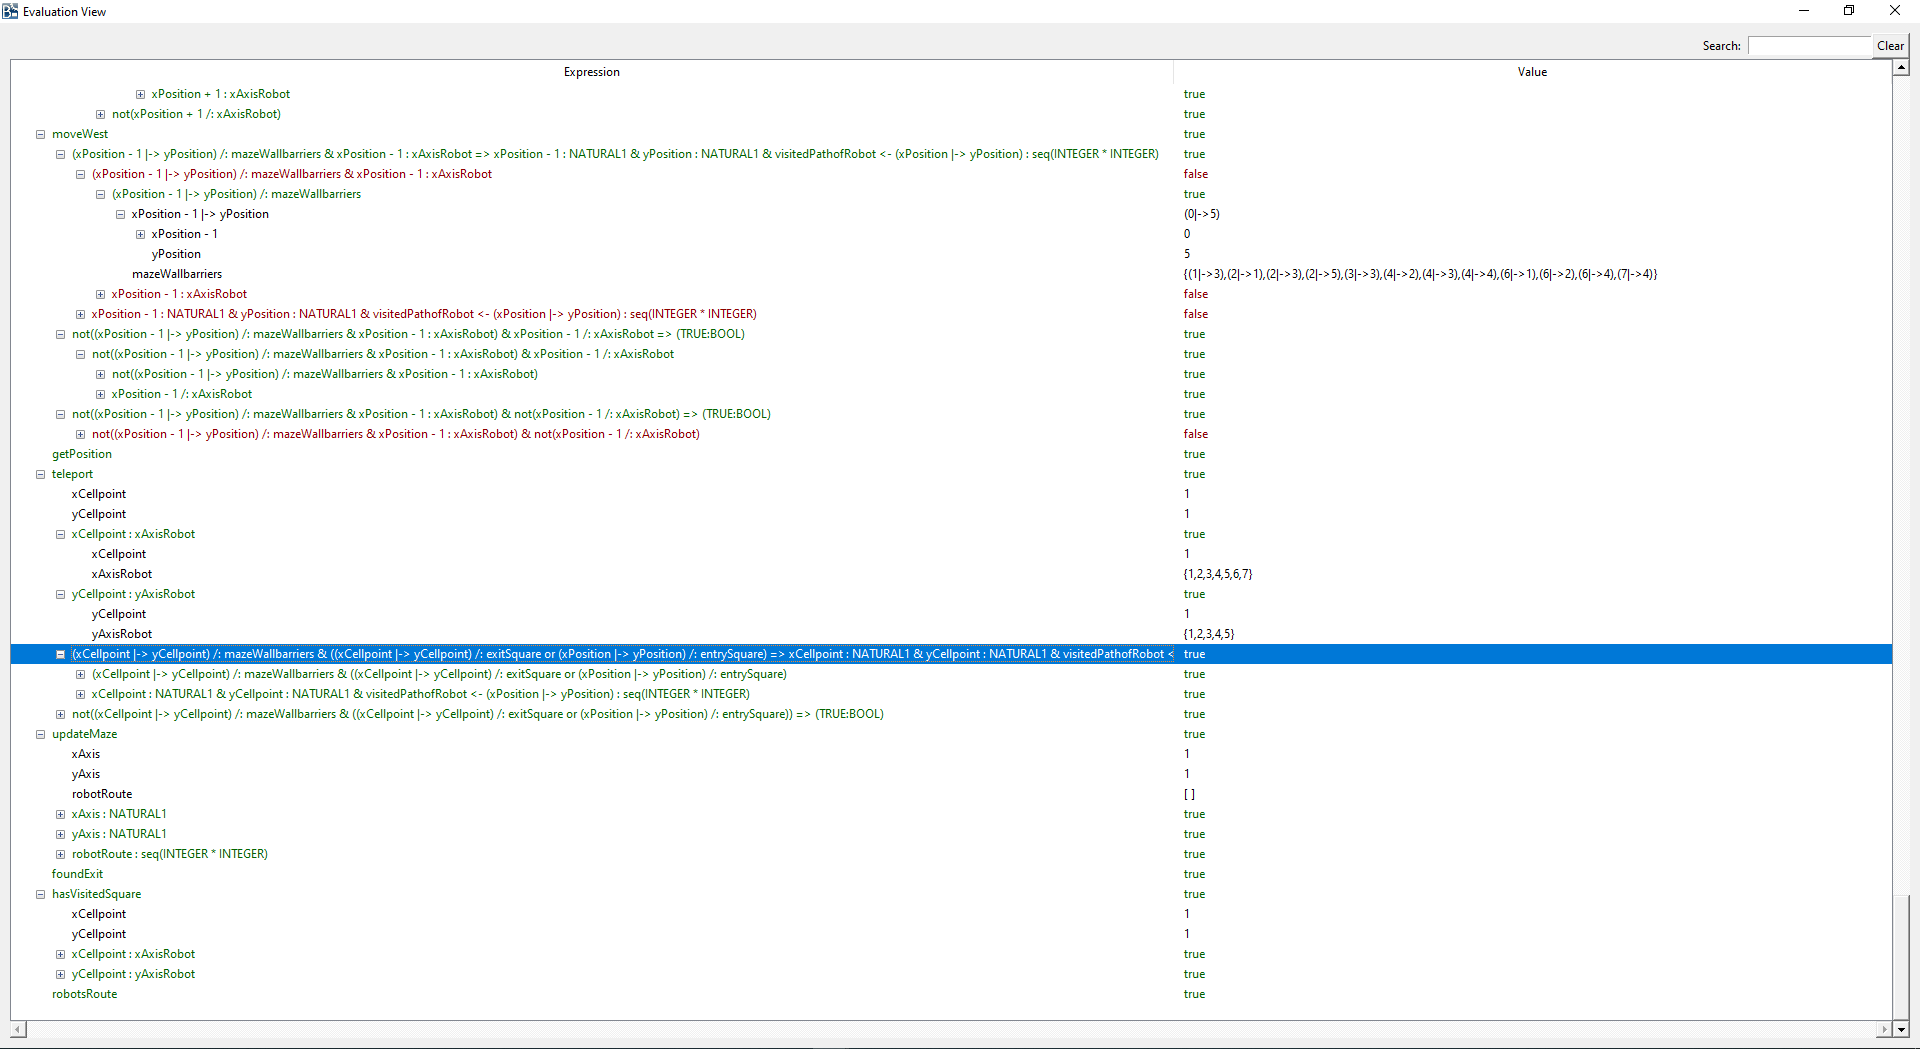 Evaluation View
Search: Clear
Expression Value
xPosition + 1 : xAxisRobot true
not(xPosition + 1 /: xAxisRobot) true
moveWest true
(xPosition - 1 |-> yPosition) /: mazeWallbarriers & xPosition - 1 : xAxisRobot => xPosition - 1 : NATURAL1 & yPosition : NATURAL1 & visitedPathofRobot <- (xPosition |-> yPosition) : seq(INTEGER * INTEGER) true
(xPosition - 1 |-> yPosition) /: mazeWallbarriers & xPosition - 1 : xAxisRobot false
(xPosition - 1 |-> yPosition) /: mazeWallbarriers true
xPosition - 1 |-> yPosition (0|->5)
xPosition - 1 0
yPosition 5
mazeWallbarriers {(1|->3),(2|->1),(2|->3),(2|->5),(3|->3),(4|->2),(4|->3),(4|->4),(6|->1),(6|->2),(6|->4),(7|->4)}
xPosition - 1 : xAxisRobot false
xPosition - 1 : NATURAL1 & yPosition : NATURAL1 & visitedPathofRobot <- (xPosition |-> yPosition) : seq(INTEGER * INTEGER) false
not((xPosition - 1 |-> yPosition) /: mazeWallbarriers & xPosition - 1 : xAxisRobot) & xPosition - 1 /: xAxisRobot => (TRUE:BOOL) true
not((xPosition - 1 |-> yPosition) /: mazeWallbarriers & xPosition - 1 : xAxisRobot) & xPosition - 1 /: xAxisRobot true
not((xPosition - 1 |-> yPosition) /: mazeWallbarriers & xPosition - 1 : xAxisRobot) true
xPosition - 1 /: xAxisRobot true
not((xPosition - 1 |-> yPosition) /: mazeWallbarriers & xPosition - 1 : xAxisRobot) & not(xPosition - 1 /: xAxisRobot) => (TRUE:BOOL) true
not((xPosition - 1 |-> yPosition) /: mazeWallbarriers & xPosition - 1 : xAxisRobot) & not(xPosition - 1 /: xAxisRobot) false
getPosition true
teleport true
xCellpoint 1
yCellpoint 1
xCellpoint : xAxisRobot true
xCellpoint 1
xAxisRobot {1,2,3,4,5,6,7}
yCellpoint : yAxisRobot true
yCellpoint 1
yAxisRobot {1,2,3,4,5}
(xCellpoint |-> yCellpoint) /: mazeWallbarriers & ((xCellpoint |-> yCellpoint) /: exitSquare or (xPosition |-> yPosition) /: entrySquare) => xCellpoint : NATURAL1 & yCellpoint : NATURAL1 & visitedPathofRobot < true
(xCellpoint |-> yCellpoint) /: mazeWallbarriers & ((xCellpoint |-> yCellpoint) /: exitSquare or (xPosition |-> yPosition) /: entrySquare) true
xCellpoint : NATURAL1 & yCellpoint : NATURAL1 & visitedPathofRobot <- (xPosition |-> yPosition) : seq(INTEGER * INTEGER) true
not((xCellpoint |-> yCellpoint) /: mazeWallbarriers & ((xCellpoint |-> yCellpoint) /: exitSquare or (xPosition |-> yPosition) /: entrySquare)) => (TRUE:BOOL) true
updateMaze true
xAxis 1
yAxis 1
robotRoute [ ]
xAxis : NATURAL1 true
yAxis : NATURAL1 true
robotRoute : seq(INTEGER * INTEGER) true
foundExit true
hasVisitedSquare true
xCellpoint 1
yCellpoint 1
xCellpoint : xAxisRobot true
yCellpoint : yAxisRobot true
robotsRoute true